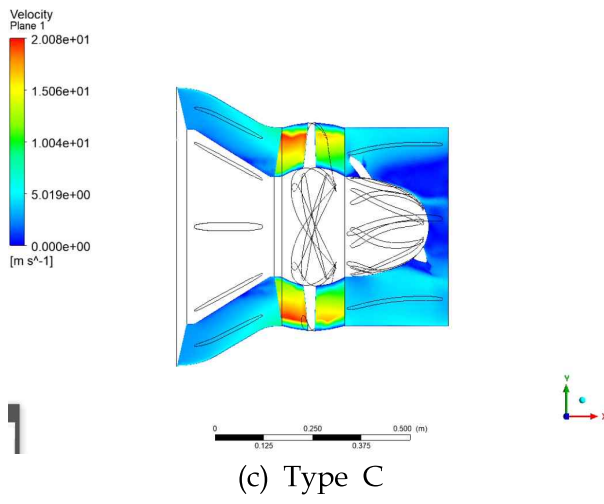 Velocity
Plane 1
2.008e+01
1.506e+01
1.004e+01
5.019e+00
0.000e+00
[m s^-1]
Y
X
0 0.250 0.500 (m)
0.125 0.375
(c) Type C